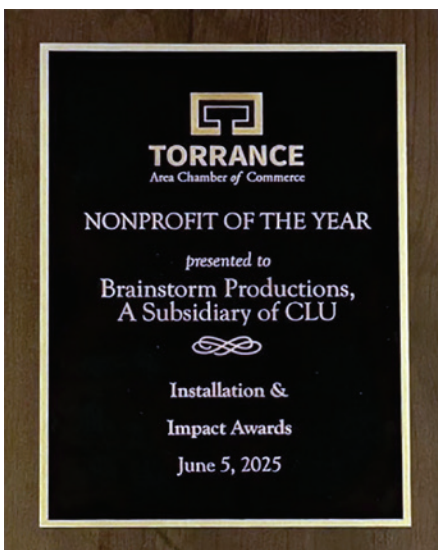 TORRANCE
Area Chamber of Commerce
NONPROFIT OF THE YEAR
presented to
Brainstorm Productions,
A Subsidiary of CLU
Installation &
Impact Awards
June 5, 2025